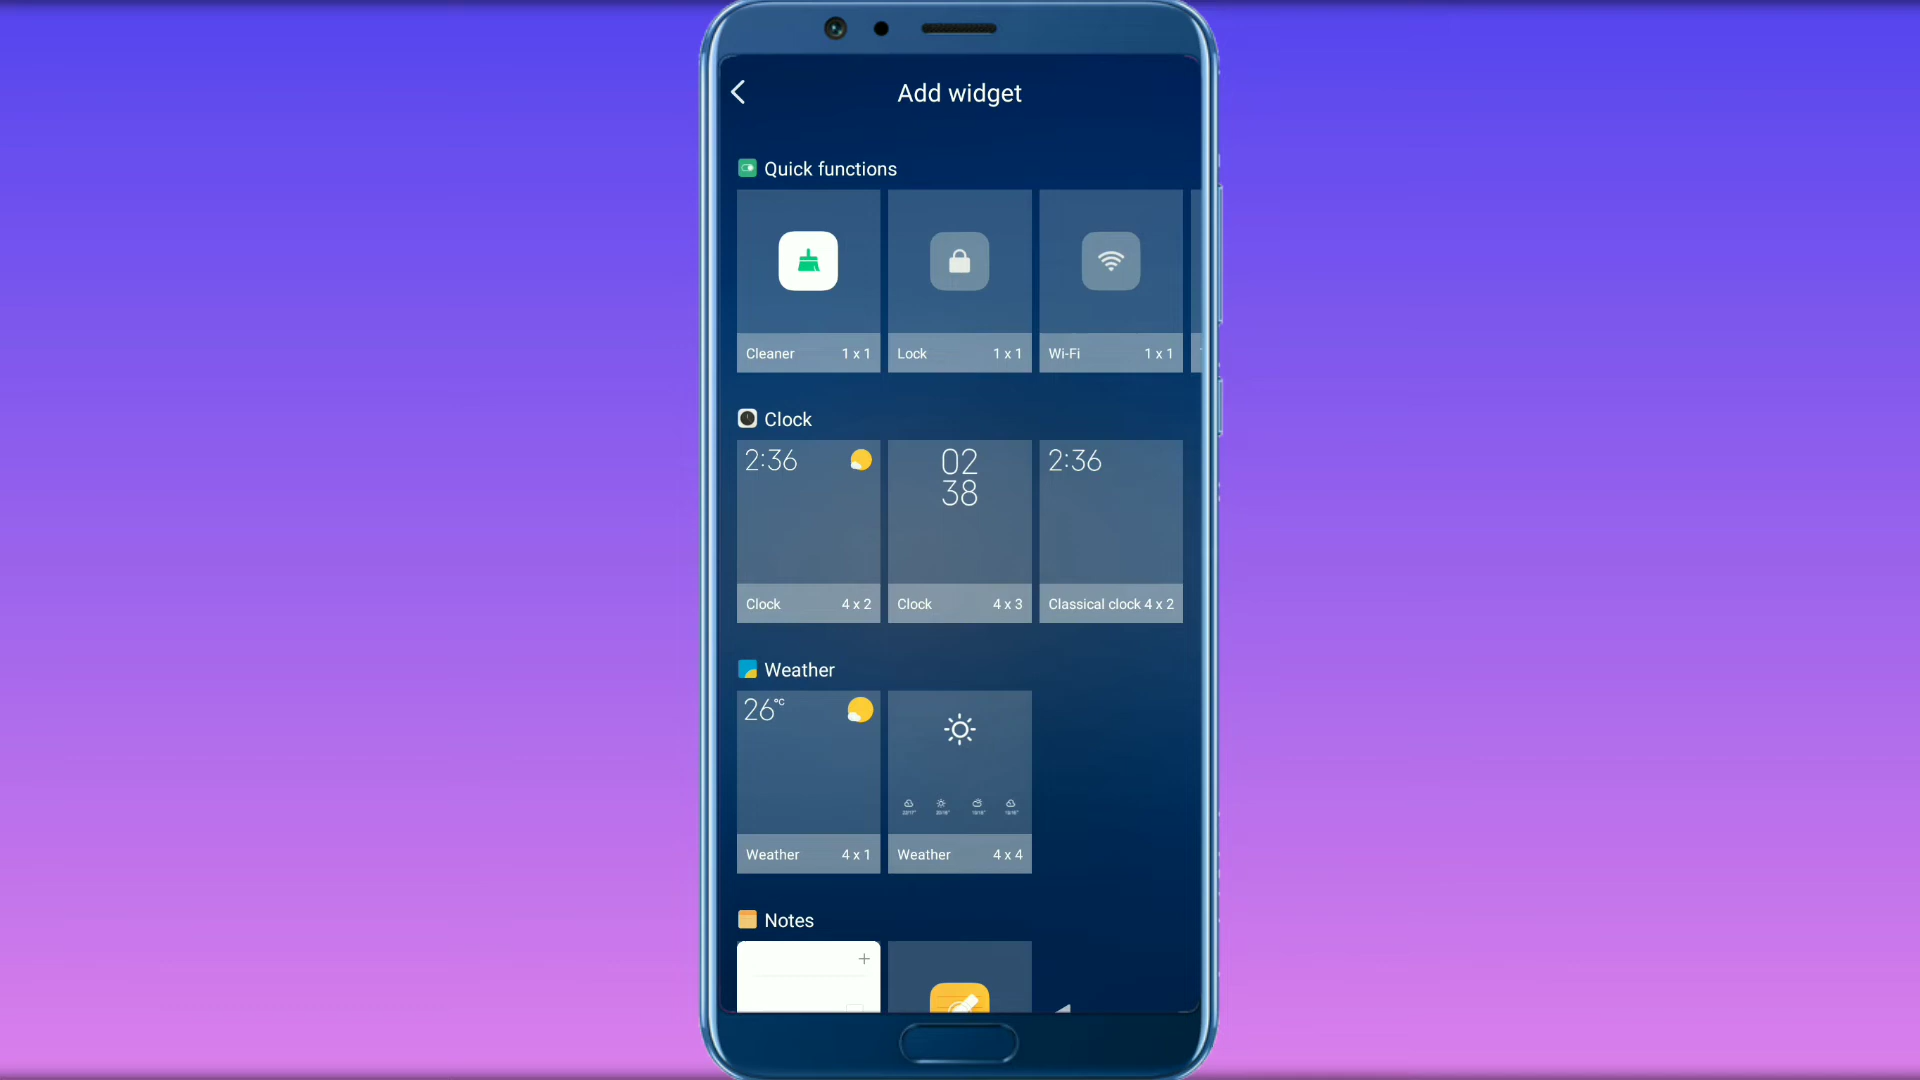 Add widget
Quick functions
Cleaner 1 x 1
Lock 1 x 1
Wi-Fi 1 x 1
Clock
2:36
02
38
2:36
Clock 4 x 2
Clock 4 x 3
Classical clock 4 x 2
Weather
26°C
Weather 4 x 1
Weather 4 x 4
Notes